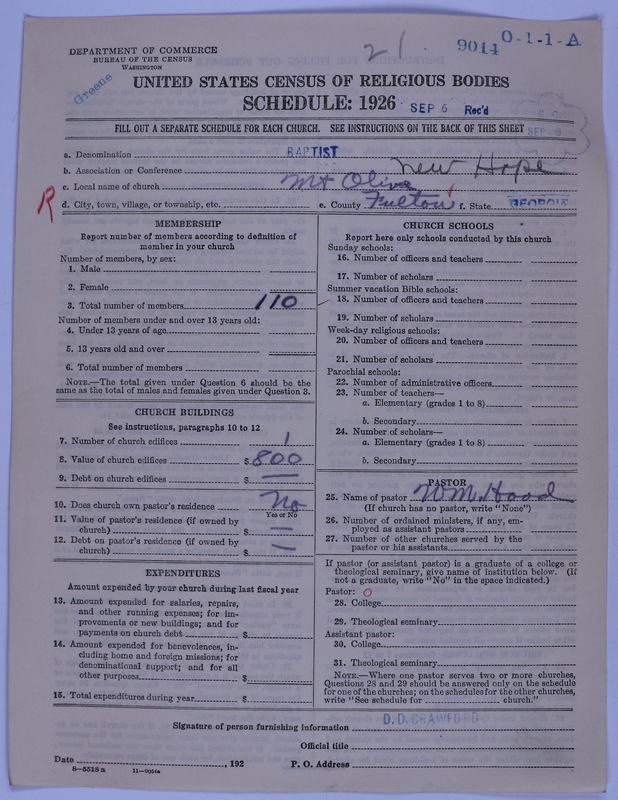 21.
9044 0-1-1-A
DEPARTMENT OF COMMERCE
BUREAU OF THE CENSUS
WASHINGTON
Greene
UNITED STATES CENSUS OF RELIGIOUS BODIES
SCHEDULE: 1926
SEP 6 Rec'd
FILL OUT A SEPARATE SCHEDULE FOR EACH CHURCH. SEE INSTRUCTIONS ON THE BACK OF THIS SHEET
SEP 6
a. Denomination BAPTIST
b. Association or Conference New Hope
c. Local name of church Mt Olive
R d. City, town, village, or township, etc. e. County Fulton f. State GEORGIA
MEMBERSHIP
Report number of members according to definition of
member in your church
Number of members, by sex:
1. Male
2. Female
3. Total number of members 110
Number of members under and over 13 years old:
4. Under 13 years of age
5. 13 years old and over
6. Total number of members
NOTE.—The total given under Question 6 should be the
same as the total of males and females given under Question 3.
CHURCH BUILDINGS
See instructions, paragraphs 10 to 12
7. Number of church edifices 1
8. Value of church edifices $800
9. Debt on church edifices $ —
10. Does church own pastor's residence No
Yes or No
11. Value of pastor's residence (if owned by
church) $ —
12. Debt on pastor's residence (if owned by
church) $ —
EXPENDITURES
Amount expended by your church during last fiscal year
13. Amount expended for salaries, repairs,
and other running expenses; for im-
provements or new buildings; and for
payments on church debt $
14. Amount expended for benevolences, in-
cluding home and foreign missions; for
denominational support; and for all
other purposes $
15. Total expenditures during year $
CHURCH SCHOOLS
Report here only schools conducted by this church
Sunday schools:
16. Number of officers and teachers
17. Number of scholars
Summer vacation Bible schools:
18. Number of officers and teachers
19. Number of scholars
Week-day religious schools:
20. Number of officers and teachers
21. Number of scholars
Parochial schools:
22. Number of administrative officers
23. Number of teachers—
a. Elementary (grades 1 to 8)
b. Secondary
24. Number of scholars—
a. Elementary (grades 1 to 8)
b. Secondary
PASTOR
25. Name of pastor WM. Hood
(If church has no pastor, write "None")
26. Number of ordained ministers, if any, em-
ployed as assistant pastors
27. Number of other churches served by the
pastor or his assistants
If pastor (or assistant pastor) is a graduate of a college or
theological seminary, give name of institution below. (If
not a graduate, write "No" in the space indicated.)
Pastor: O
28. College
29. Theological seminary
Assistant pastor:
30. College
31. Theological seminary
NOTE.—Where one pastor serves two or more churches,
Questions 28 and 29 should be answered only on the schedule
for one of the churches; on the schedules for the other churches,
write "See schedule for church."
Signature of person furnishing information D. D. CRAWFORD
Official title
Date , 192 P. O. Address
8—5518 a 11—9054a